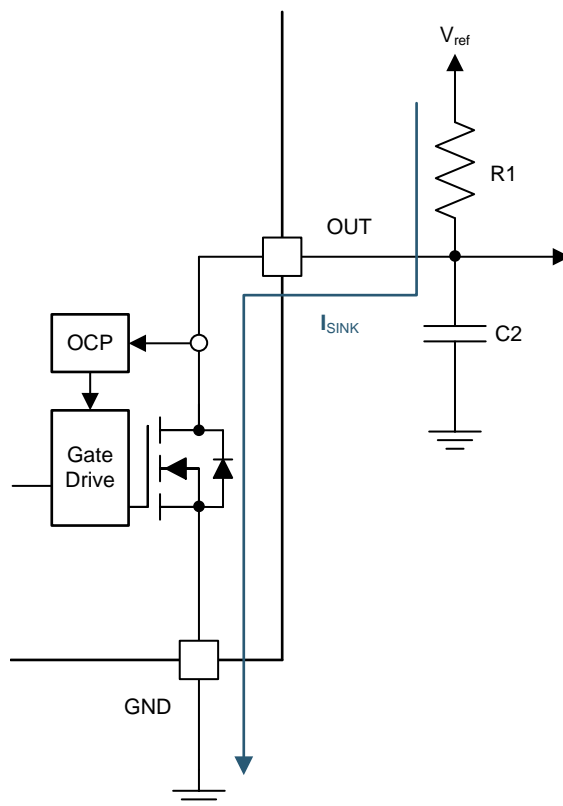 Vref
R1
OUT
ISINK
C2
OCP
Gate
Drive
GND